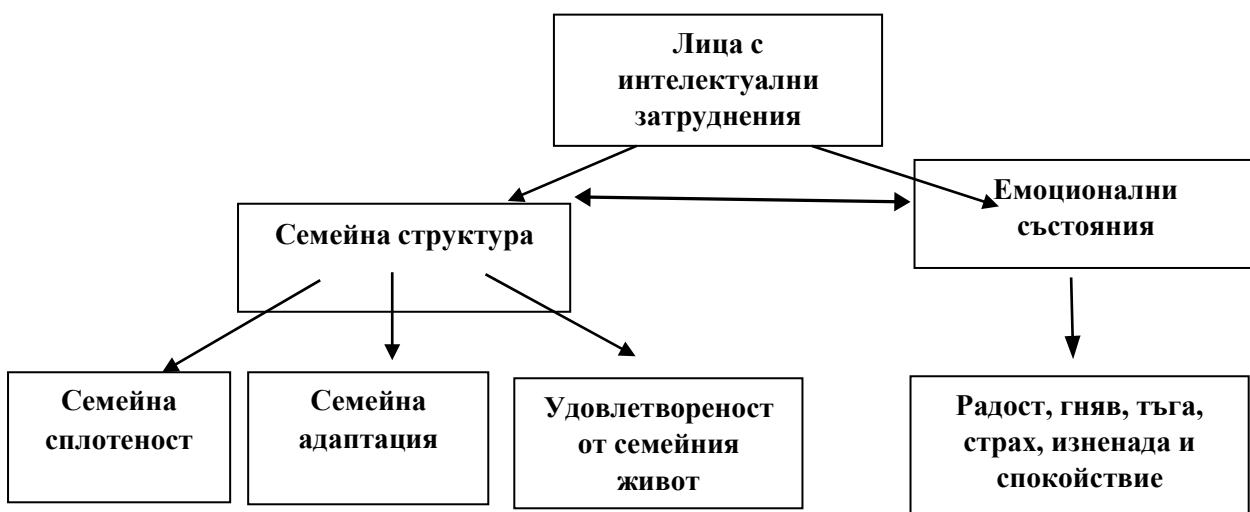 Лица с
интелектуални
затруднения
Емоционални
състояния
Семейна структура
Семейна
сплотеност
Семейна
адаптация
Удовлетвореност
от семейния
живот
Радост, гняв, тъга,
страх, изненада и
спокойствие